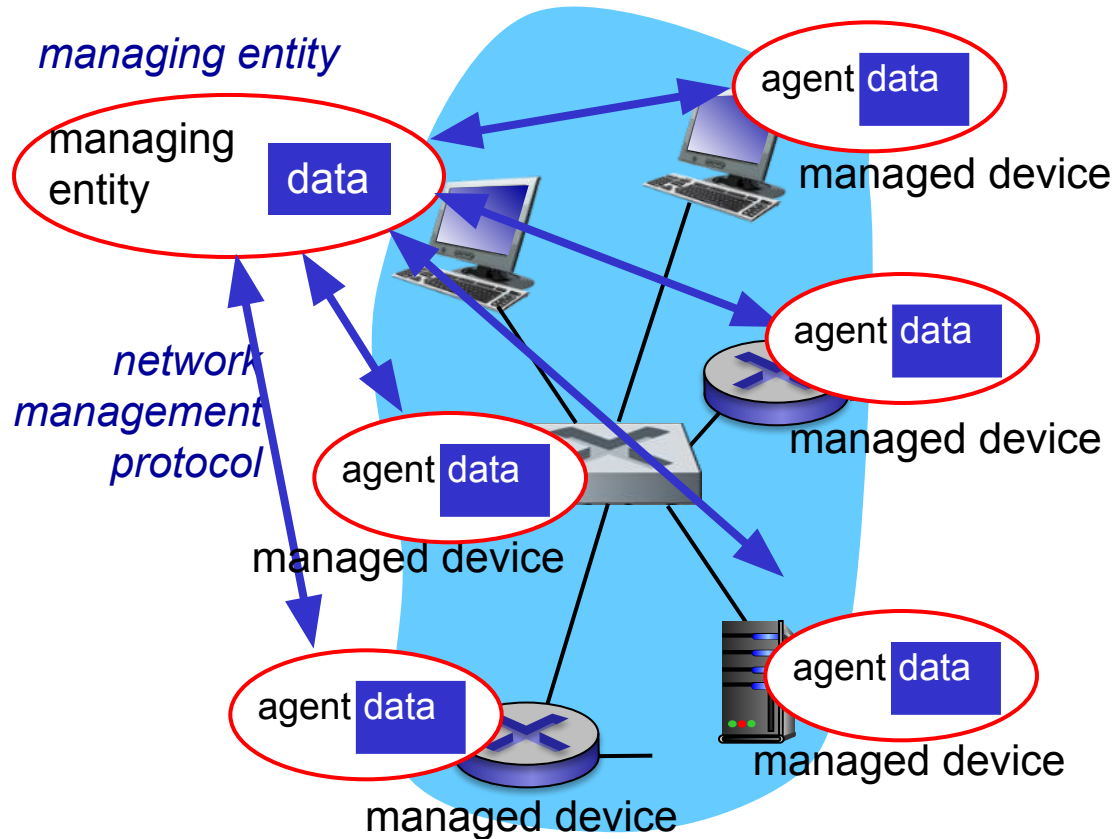 managing entity
managing
entity
data
agent data
managed device
agent data
managed device
network
management
protocol
agent data
managed device
agent data
managed device
agent data
managed device